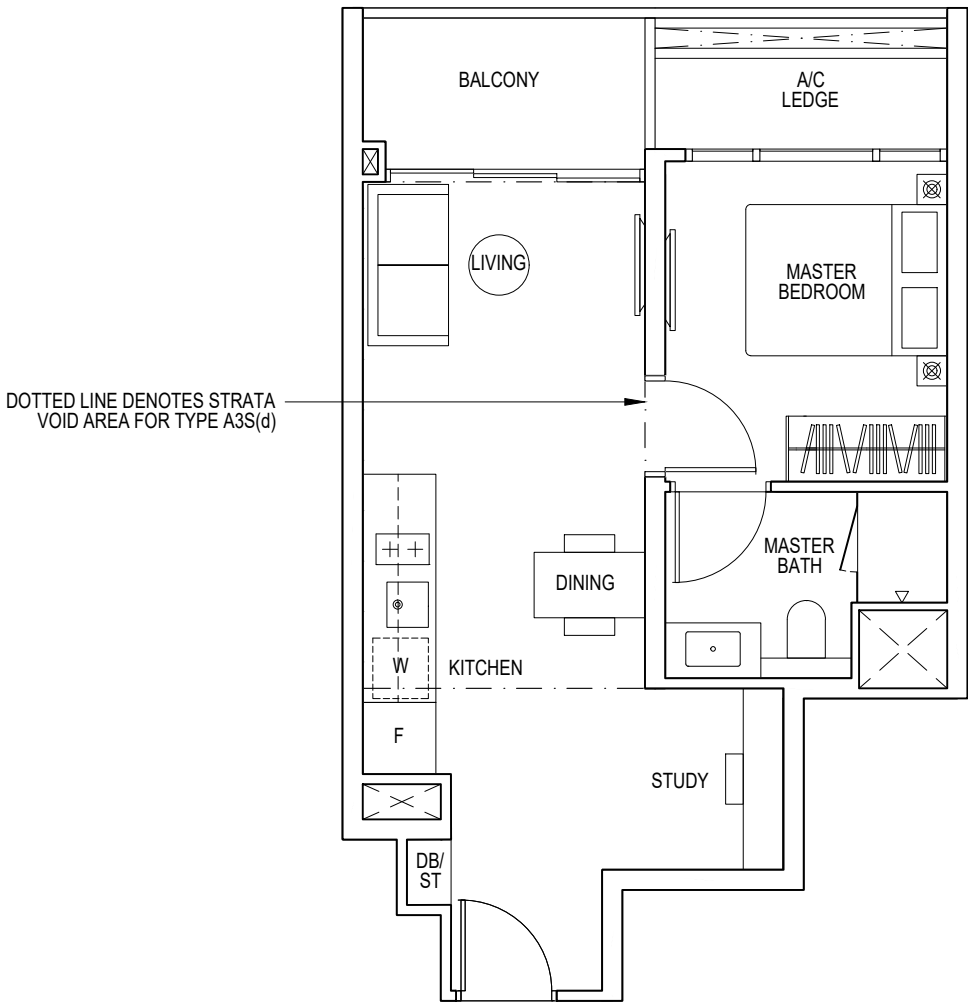 BALCONY
A/C
LEDGE
LIVING
MASTER
BEDROOM
DOTTED LINE DENOTES STRATA
VOID AREA FOR TYPE A3S(d)
MASTER
BATH
DINING
W
KITCHEN
F
STUDY
DB/
ST